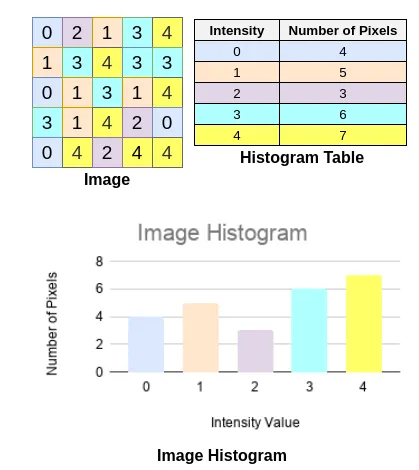 0 2 1 3 4
1 3 4 3 3
0 1 3 1 4
3 1 4 2 0
0 4 2 4 4
Image
Intensity Number of Pixels
0 4
1 5
2 3
3 6
4 7
Histogram Table
Image Histogram
Number of Pixels
8
6
4
2
0
0 1 2 3 4
Intensity Value
Image Histogram